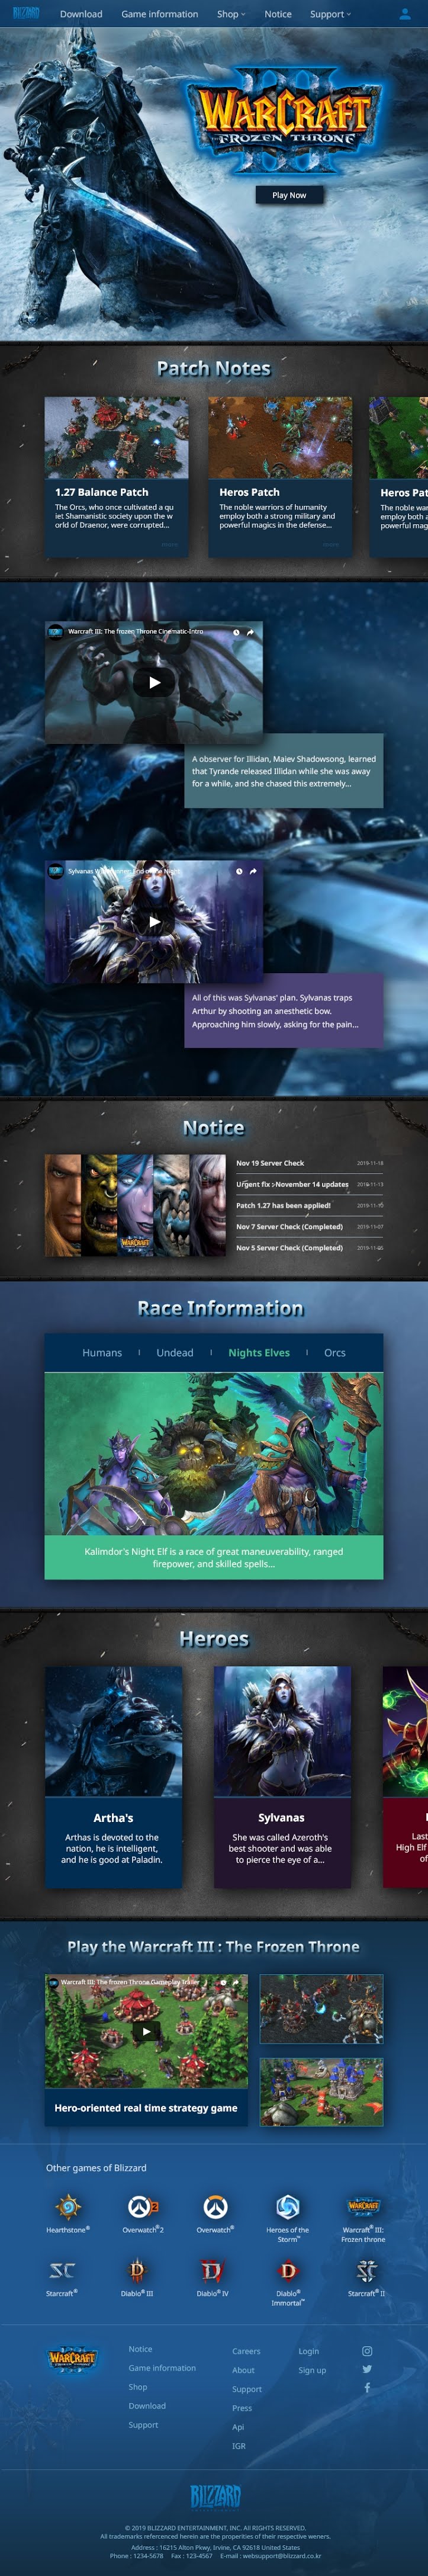 BLIZZARD
Download
Game information
Shop
Notice
Support
WARCRAFT
III
FROZEN THRONE
Play Now
Patch Notes
1.27 Balance Patch
The Orcs, who once cultivated a qu
iet Shamanistic society upon the w
orld of Draenor, were corrupted...
Heros Patch
The noble warriors of humanity
employ both a strong military and
powerful magics in the defense...
Heros Pat
The noble war
employ both a
powerful mag
Warcraft III: The frozen Throne Cinematic-Intro
A observer for Illidan, Maiev Shadowsong, learned
that Tyrande released Illidan while she was away
for a while, and she chased this extremely...
Sylvanas
All of this was Sylvanas' plan. Sylvanas traps
Arthur by shooting an anesthetic bow.
Approaching him slowly, asking for the pain...
Notice
WARCRAFT
Nov 19 Server Check 2019-11-18
Urgent fix >November 14 updates 2019-11-13
Patch 1.27 has been applied! 2019-11-10
Nov 7 Server Check (Completed) 2019-11-07
Nov 5 Server Check (Completed) 2019-11-05
Race Information
Humans | Undead | Nights Elves | Orcs
Kalimdor's Night Elf is a race of great maneuverability, ranged
firepower, and skilled spells...
Heroes
Artha's
Arthas is devoted to the
nation, he is intelligent,
and he is good at Paladin.
Sylvanas
She was called Azeroth's
best shooter and was able
to pierce the eye of a...
Last
High Elf
of
Play the Warcraft III : The Frozen Throne
Warcraft III: The frozen Throne Gameplay Trailer
Hero-oriented real time strategy game
Other games of Blizzard
Hearthstone®
Overwatch®2
Overwatch®
Heroes of the
Storm™
Warcraft® III:
Frozen throne
Starcraft®
Diablo® III
Diablo® IV
Diablo®
Immortal™
Starcraft® II
WARCRAFT
Notice
Game information
Shop
Download
Support
Careers
About
Support
Press
Api
IGR
Login
Sign up
BLIZZARD
© 2019 BLIZZARD ENTERTAINMENT, INC. All RIGHTS RESERVED.
All trademarks refercenced herein are the properities of their respective weners.
Address : 16215 Alton Pkwy, Irvine, CA 92618 United States
Phone : 1234-5678 Fax : 123-4567 E-mail : websupport@blizzard.co.kr